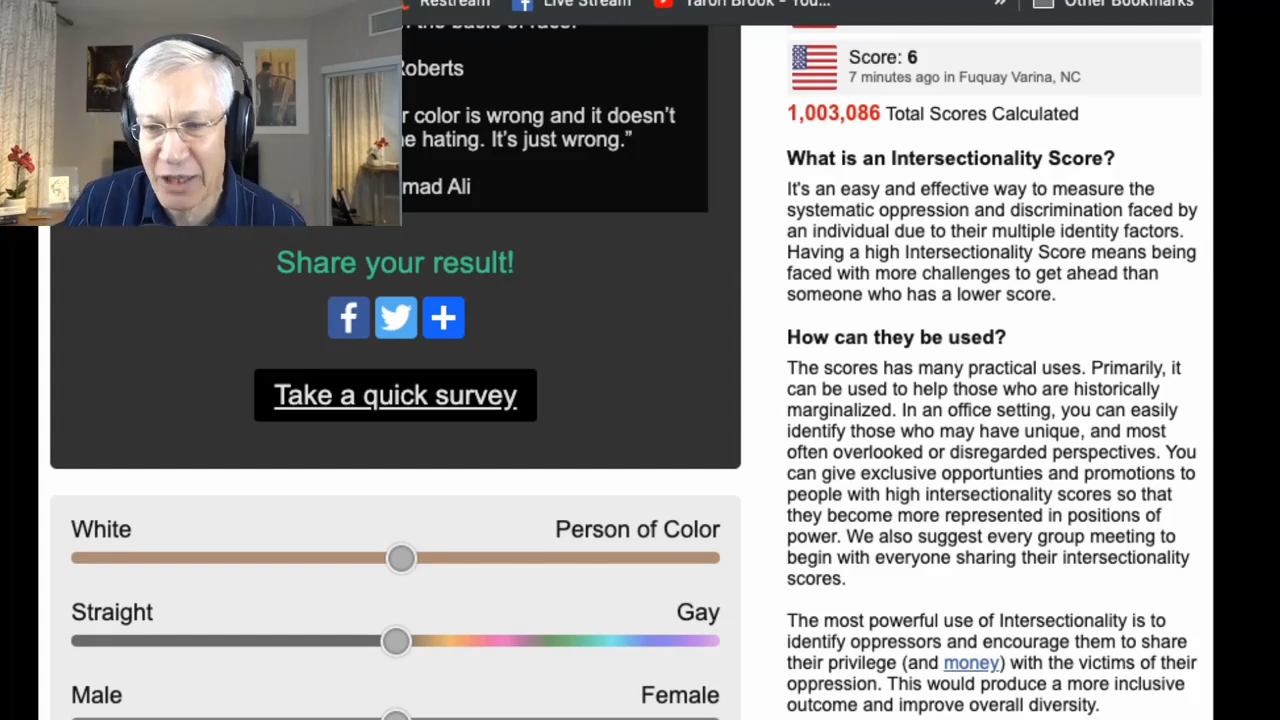 Restream
Live Stream
Yaron Brook - You...
»
Other Bookmarks
the basis of race.
Roberts
r color is wrong and it doesn't
e hating. It's just wrong.”
mad Ali
Share your result!
Take a quick survey
White
Person of Color
Straight
Gay
Male
Female
Score: 6
7 minutes ago in Fuquay Varina, NC
1,003,086 Total Scores Calculated
What is an Intersectionality Score?
It's an easy and effective way to measure the
systematic oppression and discrimination faced by
an individual due to their multiple identity factors.
Having a high Intersectionality Score means being
faced with more challenges to get ahead than
someone who has a lower score.
How can they be used?
The scores has many practical uses. Primarily, it
can be used to help those who are historically
marginalized. In an office setting, you can easily
identify those who may have unique, and most
often overlooked or disregarded perspectives. You
can give exclusive opportunties and promotions to
people with high intersectionality scores so that
they become more represented in positions of
power. We also suggest every group meeting to
begin with everyone sharing their intersectionality
scores.
The most powerful use of Intersectionality is to
identify oppressors and encourage them to share
their privilege (and money) with the victims of their
oppression. This would produce a more inclusive
outcome and improve overall diversity.